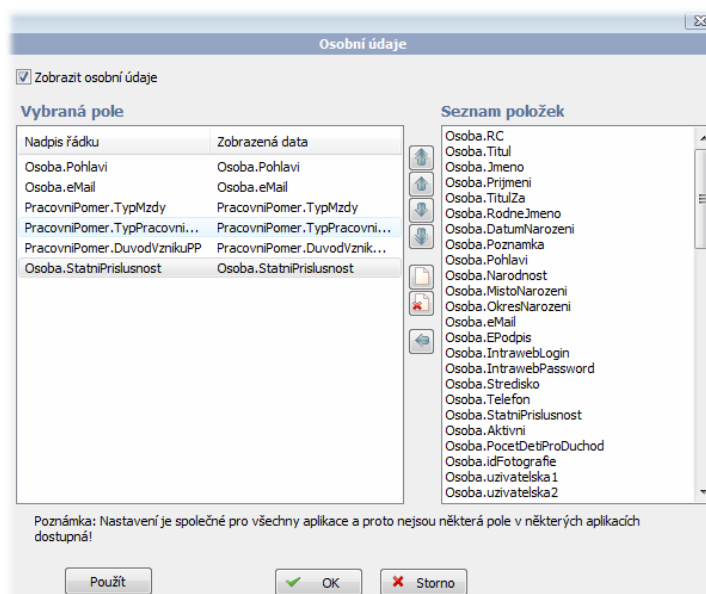 Osobní údaje
Zobrazit osobní údaje
Vybraná pole
Nadpis řádku Zobrazená data
Osoba.Pohlavi Osoba.Pohlavi
Osoba.eMail Osoba.eMail
PracovniPomer.TypMzdy PracovniPomer.TypMzdy
PracovniPomer.TypPracovni... PracovniPomer.TypPracovni...
PracovniPomer.DuvodVznikuPP PracovniPomer.DuvodVznik...
Osoba.StatniPrislusnost Osoba.StatniPrislusnost
Seznam položek
Osoba.RC
Osoba.Titul
Osoba.Jmeno
Osoba.Prijmeni
Osoba.TitulZa
Osoba.RodneJmeno
Osoba.DatumNarozeni
Osoba.Poznamka
Osoba.Pohlavi
Osoba.Narodnost
Osoba.MistoNarozeni
Osoba.OkresNarozeni
Osoba.eMail
Osoba.EPodpis
Osoba.IntrawebLogin
Osoba.IntrawebPassword
Osoba.Stredisko
Osoba.Telefon
Osoba.StatniPrislusnost
Osoba.Aktivni
Osoba.PocetDetiProDuchod
Osoba.idFotografie
Osoba.uzivatelska1
Osoba.uzivatelska2
Poznámka: Nastavení je společné pro všechny aplikace a proto nejsou některá pole v některých aplikacích
dostupná!
Použít OK Storno